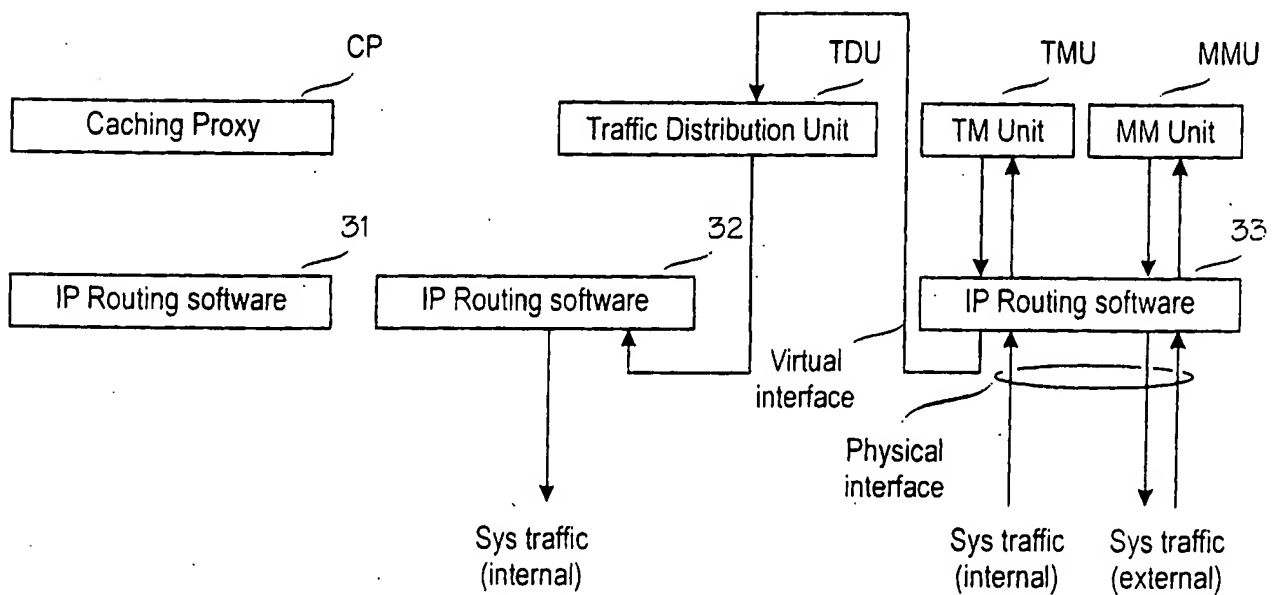 CP
TDU
TMU
MMU
Caching Proxy
Traffic Distribution Unit
TM Unit
MM Unit
31
32
33
IP Routing software
IP Routing software
IP Routing software
Virtual
interface
Physical
interface
Sys traffic
(internal)
Sys traffic
(internal)
Sys traffic
(external)